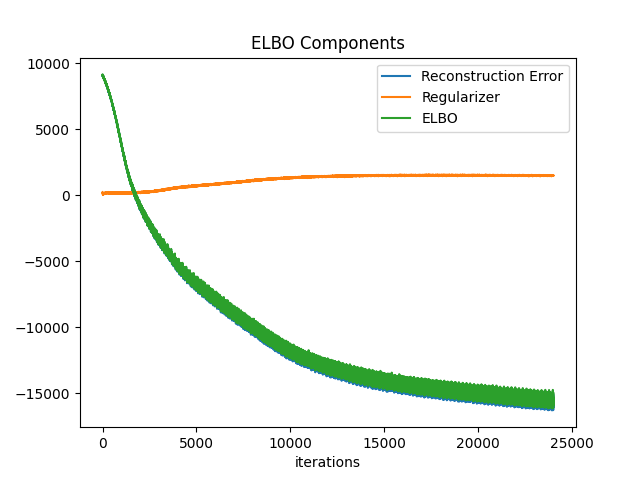 ELBO Components
10000
5000
0
−5000
−10000
−15000
Reconstruction Error
Regularizer
ELBO
0 5000 10000 15000 20000 25000
iterations